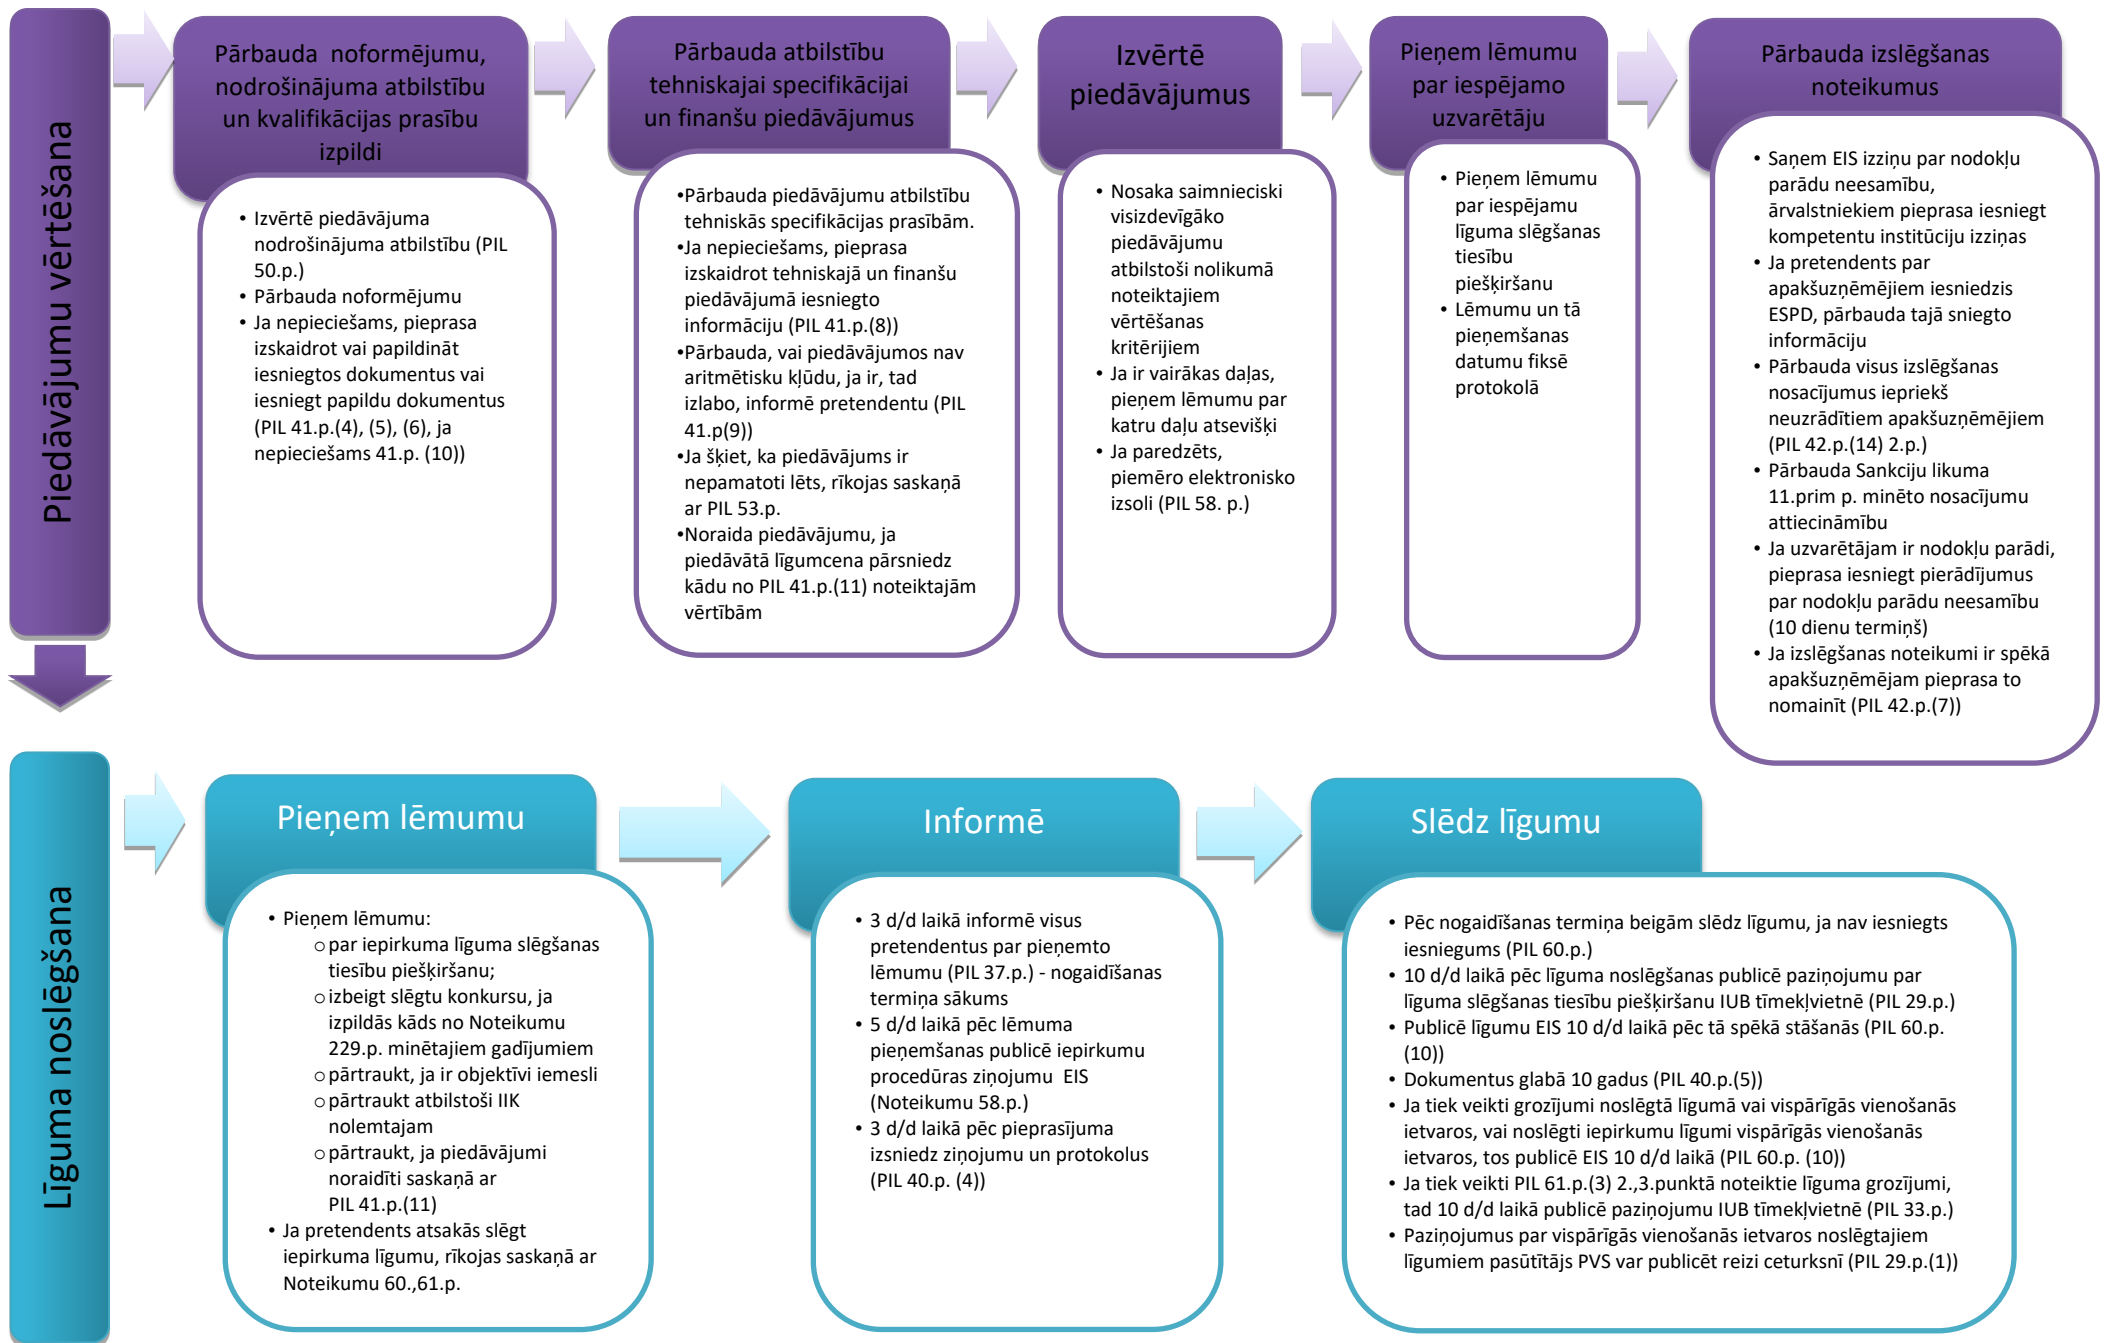 Piedāvājumu vērtēšana
Pārbauda noformējumu,
nodrošinājuma atbilstību
un kvalifikācijas prasību
izpildi
• Izvērtē piedāvājuma
nodrošinājuma atbilstību (PIL
50.p.)
• Pārbauda noformējumu
• Ja nepieciešams, pieprasa
izskaidrot vai papildināt
iesniegtos dokumentus vai
iesniegt papildu dokumentus
(PIL 41.p.(4), (5), (6), ja
nepieciešams 41.p. (10))
Pārbauda atbilstību
tehniskajai specifikācijai
un finanšu piedāvājumus
•Pārbauda piedāvājumu atbilstību
tehniskās specifikācijas prasībām.
•Ja nepieciešams, pieprasa
izskaidrot tehniskajā un finanšu
piedāvājumā iesniegto
informāciju (PIL 41.p.(8))
•Pārbauda, vai piedāvājumos nav
aritmētisku kļūdu, ja ir, tad
izlabo, informē pretendentu (PIL
41.p(9))
•Ja šķiet, ka piedāvājums ir
nepamatoti lēts, rīkojas saskaņā
ar PIL 53.p.
•Noraida piedāvājumu, ja
piedāvātā līgumcena pārsniedz
kādu no PIL 41.p.(11) noteiktajām
vērtībām
Izvērtē
piedāvājumus
• Nosaka saimnieciski
visizdevīgāko
piedāvājumu
atbilstoši nolikumā
noteiktajiem
vērtēšanas
kritērijiem
• Ja ir vairākas daļas,
pieņem lēmumu par
katru daļu atsevišķi
• Ja paredzēts,
piemēro elektronisko
izsoli (PIL 58. p.)
Pieņem lēmumu
par iespējamo
uzvarētāju
• Pieņem lēmumu
par iespējamu
līguma slēgšanas
tiesību
piešķiršanu
• Lēmumu un tā
pieņemšanas
datumu fiksē
protokolā
Pārbauda izslēgšanas
noteikumus
• Saņem EIS izziņu par nodokļu
parādu neesamību,
ārvalstniekiem pieprasa iesniegt
kompetentu institūciju izziņas
• Ja pretendents par
apakšuzņēmējiem iesniedzis
ESPD, pārbauda tajā sniegto
informāciju
• Pārbauda visus izslēgšanas
nosacījumus iepriekš
neuzrādītiem apakšuzņēmējiem
(PIL 42.p.(14) 2.p.)
• Pārbauda Sankciju likuma
11.prim p. minēto nosacījumu
attiecināmību
• Ja uzvarētājam ir nodokļu parādi,
pieprasa iesniegt pierādījumus
par nodokļu parādu neesamību
(10 dienu termiņš)
• Ja izslēgšanas noteikumi ir spēkā
apakšuzņēmējam pieprasa to
nomainīt (PIL 42.p.(7))
Līguma noslēgšana
Pieņem lēmumu
• Pieņem lēmumu:
o par iepirkuma līguma slēgšanas
tiesību piešķiršanu;
o izbeigt slēgtu konkursu, ja
izpildās kāds no Noteikumu
229.p. minētajiem gadījumiem
o pārtraukt, ja ir objektīvi iemesli
o pārtraukt atbilstoši IIK
nolemtajam
o pārtraukt, ja piedāvājumi
noraidīti saskaņā ar
PIL 41.p.(11)
• Ja pretendents atsakās slēgt
iepirkuma līgumu, rīkojas saskaņā ar
Noteikumu 60.,61.p.
Informē
• 3 d/d laikā informē visus
pretendentus par pieņemto
lēmumu (PIL 37.p.) - nogaidīšanas
termiņa sākums
• 5 d/d laikā pēc lēmuma
pieņemšanas publicē iepirkumu
procedūras ziņojumu EIS
(Noteikumu 58.p.)
• 3 d/d laikā pēc pieprasījuma
izsniedz ziņojumu un protokolus
(PIL 40.p. (4))
Slēdz līgumu
• Pēc nogaidīšanas termiņa beigām slēdz līgumu, ja nav iesniegts
iesniegums (PIL 60.p.)
• 10 d/d laikā pēc līguma noslēgšanas publicē paziņojumu par
līguma slēgšanas tiesību piešķiršanu IUB tīmekļvietnē (PIL 29.p.)
• Publicē līgumu EIS 10 d/d laikā pēc tā spēkā stāšanās (PIL 60.p.
(10))
• Dokumentus glabā 10 gadus (PIL 40.p.(5))
• Ja tiek veikti grozījumi noslēgtā līgumā vai vispārīgās vienošanās
ietvaros, vai noslēgti iepirkumu līgumi vispārīgās vienošanās
ietvaros, tos publicē EIS 10 d/d laikā (PIL 60.p. (10))
• Ja tiek veikti PIL 61.p.(3) 2.,3.punktā noteiktie līguma grozījumi,
tad 10 d/d laikā publicē paziņojumu IUB tīmekļvietnē (PIL 33.p.)
• Paziņojumus par vispārīgās vienošanās ietvaros noslēgtajiem
līgumiem pasūtītājs PVS var publicēt reizi ceturksnī (PIL 29.p.(1))